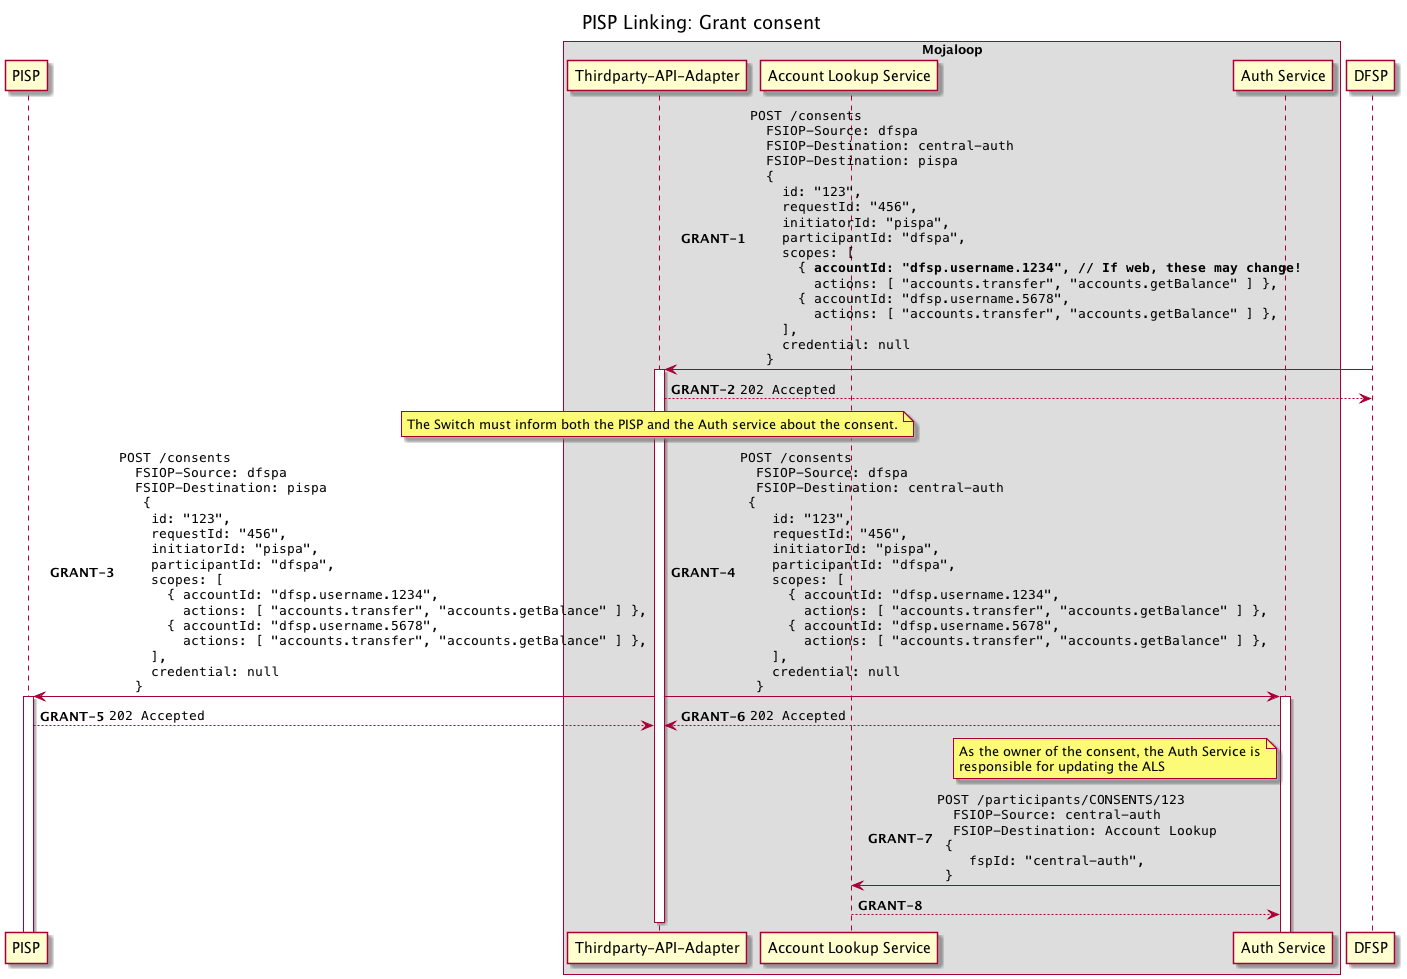 PISP Linking: Grant consent
Mojaloop
PISP
Thirdparty-API-Adapter
Account Lookup Service
Auth Service
DFSP
GRANT-1
POST /consents
FSIOP-Source: dfspa
FSIOP-Destination: central-auth
FSIOP-Destination: pispa
{
id: "123",
requestId: "456",
initiatorId: "pispa",
participantId: "dfspa",
scopes: [
{ accountId: "dfsp.username.1234", // If web, these may change!
actions: [ "accounts.transfer", "accounts.getBalance" ] },
{ accountId: "dfsp.username.5678",
actions: [ "accounts.transfer", "accounts.getBalance" ] },
],
credential: null
}
GRANT-2 202 Accepted
The Switch must inform both the PISP and the Auth service about the consent.
GRANT-3
POST /consents
FSIOP-Source: dfspa
FSIOP-Destination: pispa
{
id: "123",
requestId: "456",
initiatorId: "pispa",
participantId: "dfspa",
scopes: [
{ accountId: "dfsp.username.1234",
actions: [ "accounts.transfer", "accounts.getBalance" ] },
{ accountId: "dfsp.username.5678",
actions: [ "accounts.transfer", "accounts.getBalance" ] },
],
credential: null
}
GRANT-4
POST /consents
FSIOP-Source: dfspa
FSIOP-Destination: central-auth
{
id: "123",
requestId: "456",
initiatorId: "pispa",
participantId: "dfspa",
scopes: [
{ accountId: "dfsp.username.1234",
actions: [ "accounts.transfer", "accounts.getBalance" ] },
{ accountId: "dfsp.username.5678",
actions: [ "accounts.transfer", "accounts.getBalance" ] },
],
credential: null
}
GRANT-5 202 Accepted
GRANT-6 202 Accepted
As the owner of the consent, the Auth Service is
responsible for updating the ALS
GRANT-7
POST /participants/CONSENTS/123
FSIOP-Source: central-auth
FSIOP-Destination: Account Lookup
{
fspId: "central-auth",
}
GRANT-8
PISP
Thirdparty-API-Adapter
Account Lookup Service
Auth Service
DFSP